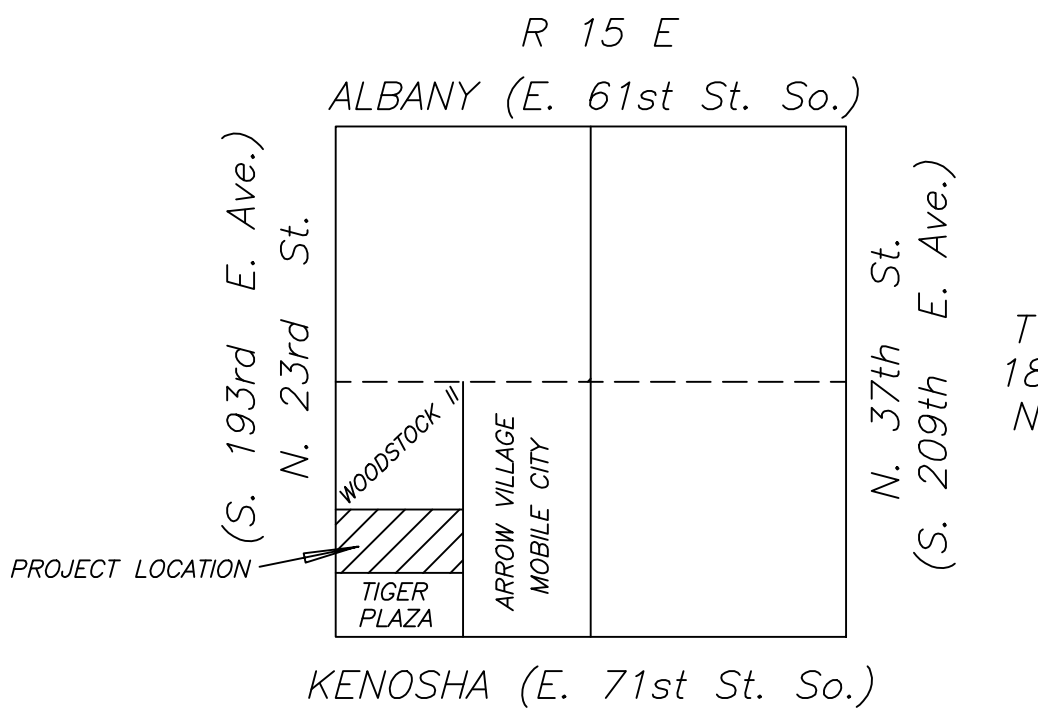 R 15 E
ALBANY (E. 61st St. So.)
(S. 193rd E. Ave.)
N. 23rd St.
N. 37th St.
(S. 209th E. Ave.)
T
18
N
WOODSTOCK II
ARROW VILLAGE
MOBILE CITY
PROJECT LOCATION
TIGER
PLAZA
KENOSHA (E. 71st St. So.)